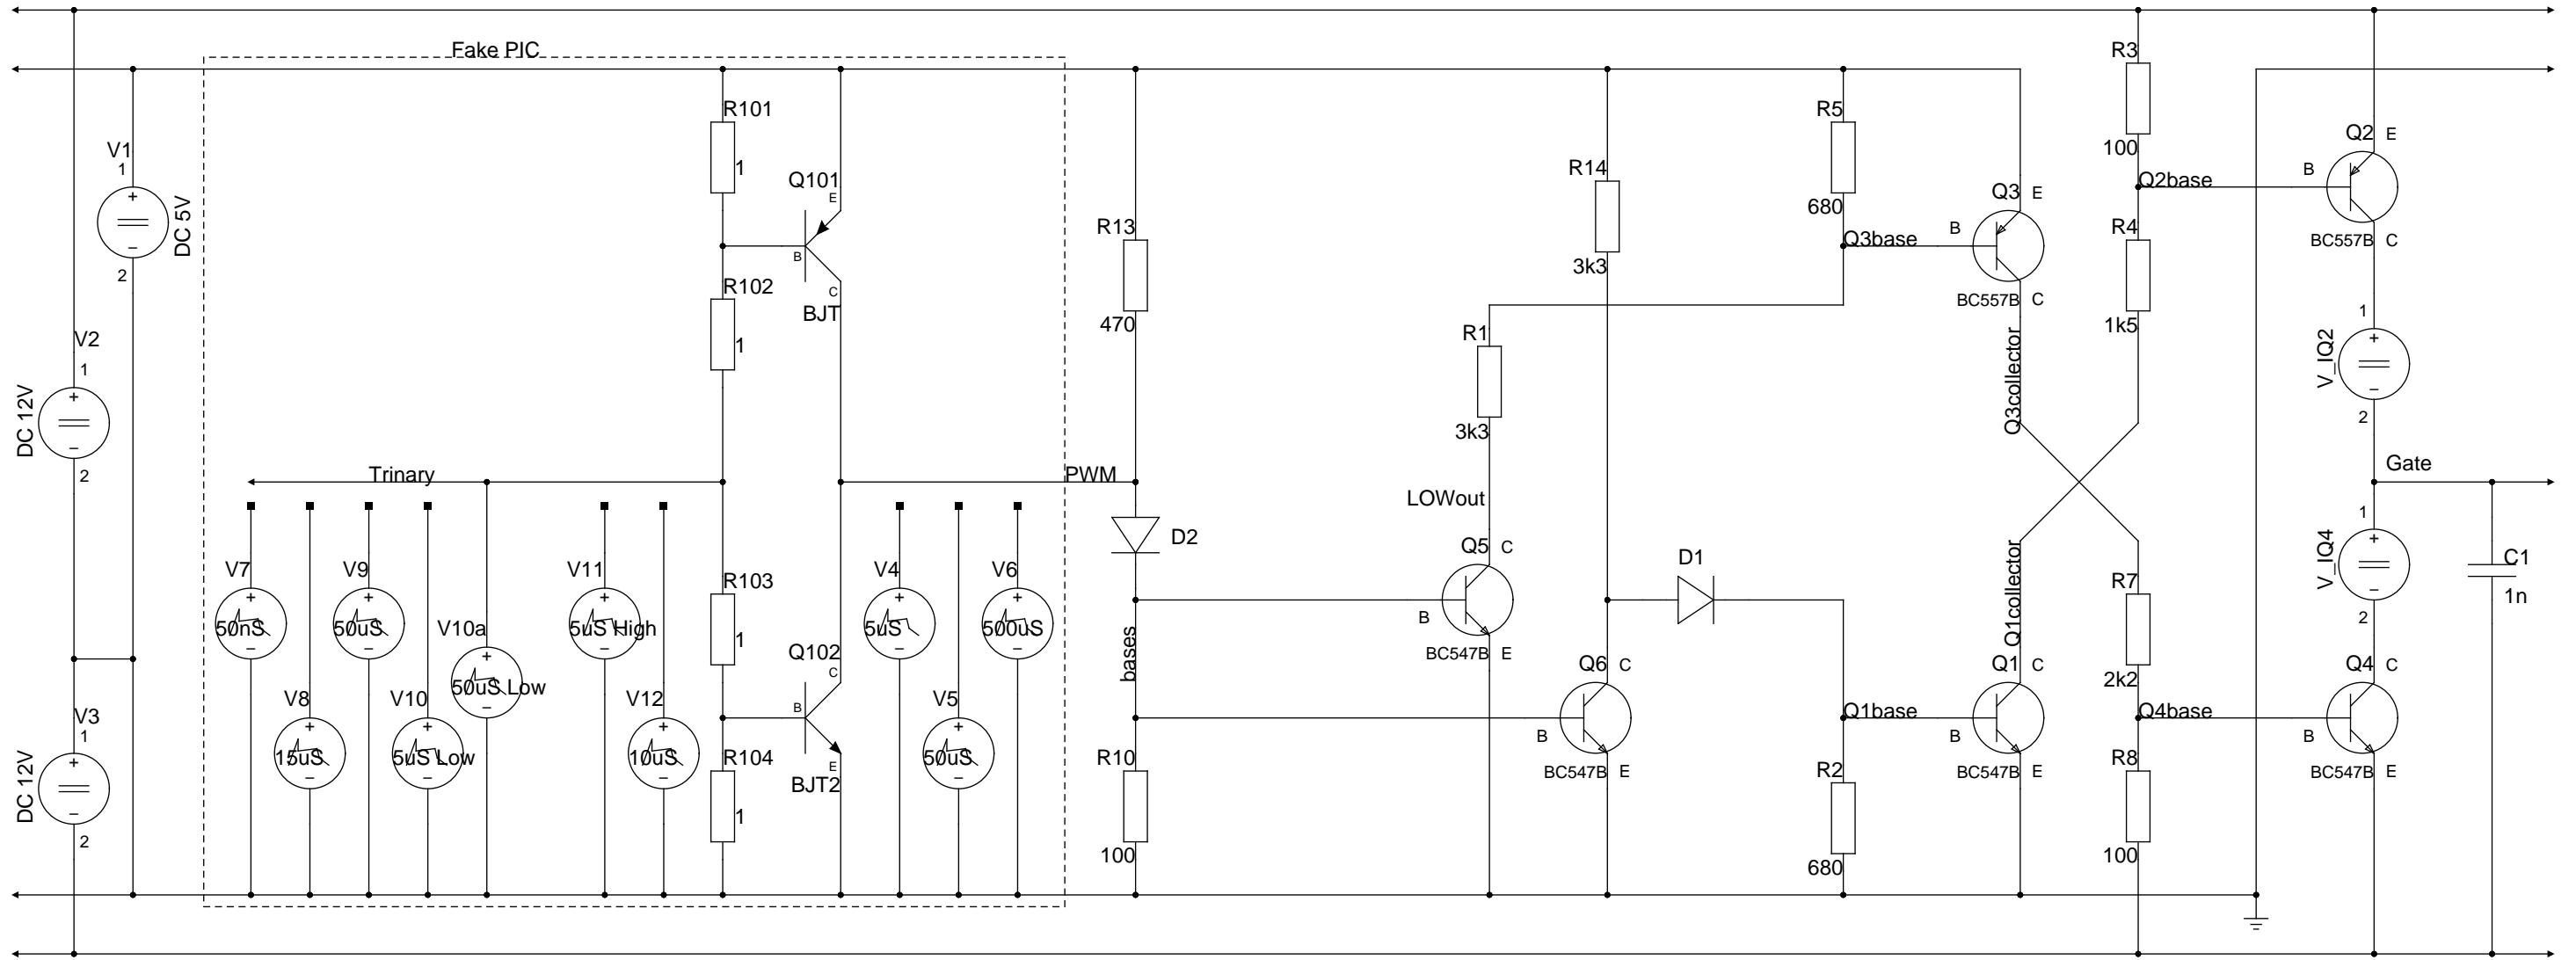 Fake PIC
R3
R101
R5
V1
1
1
Q2 E
100
R14
B
Q101
E
Q2base
Q3 E
DC 5V
680
R13
R4
B
Q3base
BC557B C
B
3k3
2
R102
C
BC557B C
BJT
1
470
1k5
V2
R1
1
1
Q3collector
V_IQ2
DC 12V
3k3
2
2
Trinary
PWM
Gate
LOWout
1
D2
Q5 C
D1
V_IQ4
C1
V7
V9
V11
V4
V6
R103
R7
1n
50nS
50uS
V10a
5uS High
5uS
500uS
1
B
2
bases
Q1collector
BC547B E
Q102
C
Q6 C
Q1 C
Q4 C
50uS Low
2k2
V8
V10
V12
V5
B
Q1base
Q4base
V3
1
B
B
B
15uS
5uS Low
10uS
R104
E
50uS
R10
BC547B E
R2
BC547B E
R8
BC547B E
DC 12V
BJT2
1
2
100
680
100